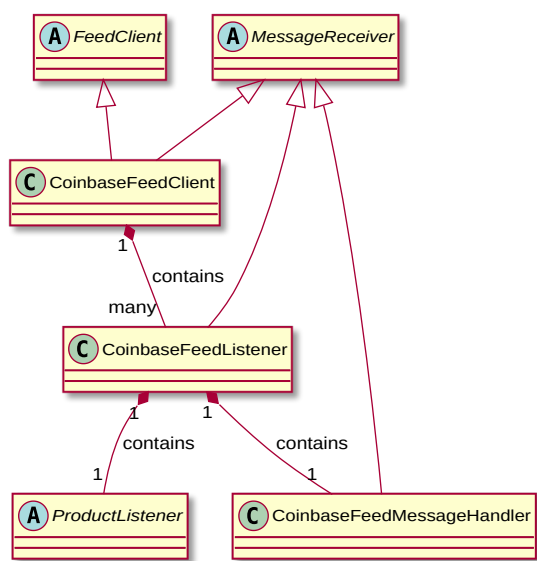 A FeedClient
A MessageReceiver
C CoinbaseFeedClient
1
contains
many
C CoinbaseFeedListener
1
1
contains
contains
1
1
A ProductListener
C CoinbaseFeedMessageHandler